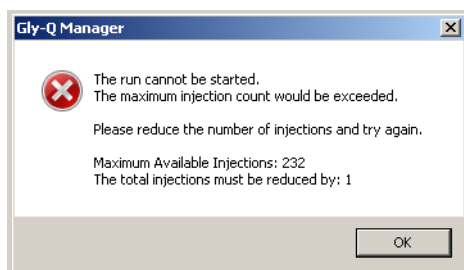 Gly-Q Manager
The run cannot be started.
The maximum injection count would be exceeded.
Please reduce the number of injections and try again.
Maximum Available Injections: 232
The total injections must be reduced by: 1
OK